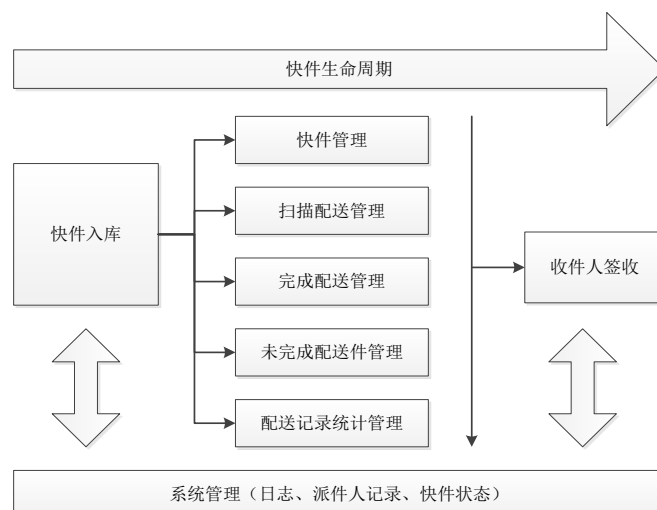 快件生命周期
快件管理
快件入库
扫描配送管理
完成配送管理
收件人签收
未完成配送件管理
配送记录统计管理
系统管理（日志、派件人记录、快件状态）